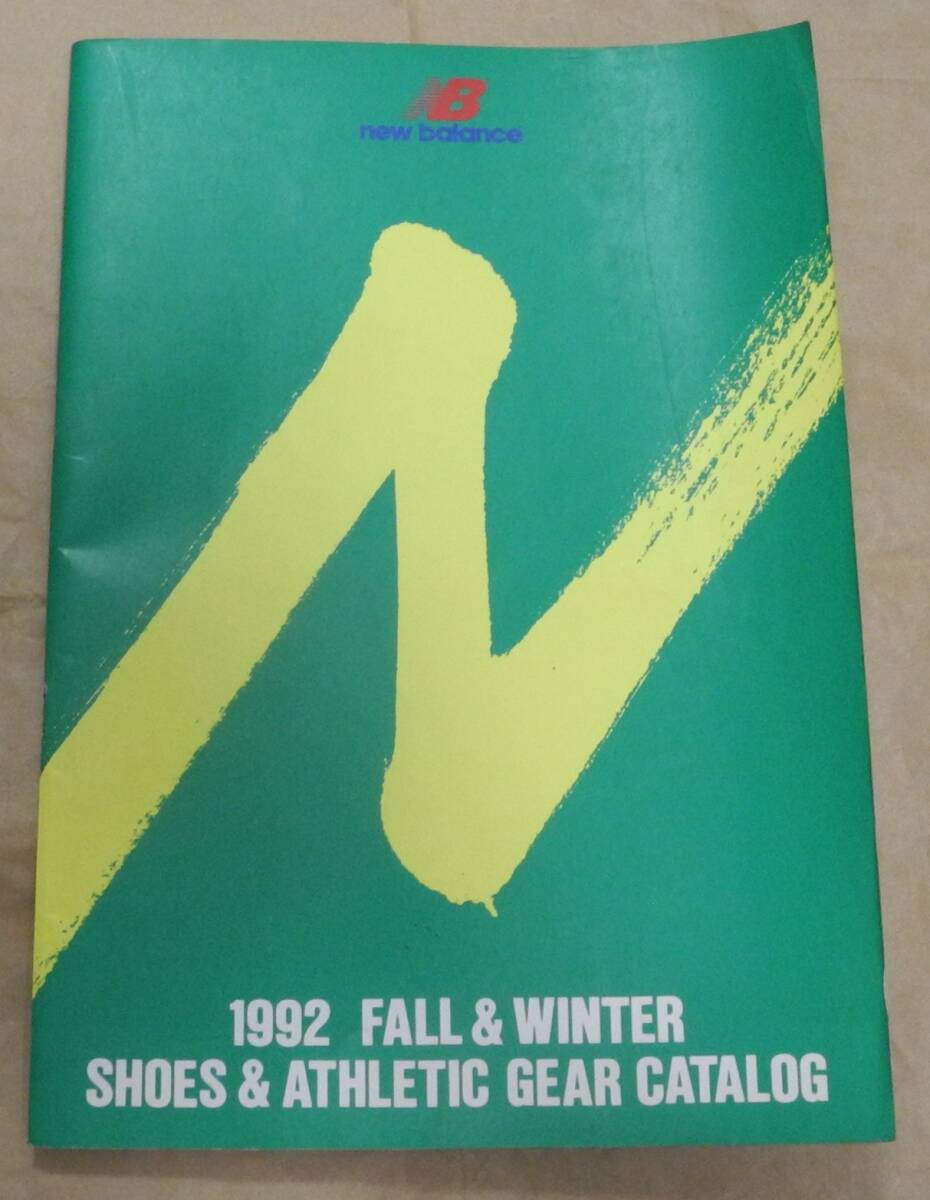 NB
new balance
1992 FALL & WINTER
SHOES & ATHLETIC GEAR CATALOG